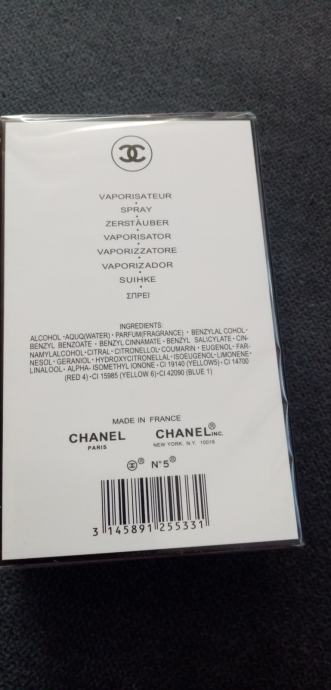 VAPORISATEUR
SPRAY
ZERSTÄUBER
VAPORISATOR
VAPORIZZATORE
VAPORIZADOR
SUIHKE
ΣΠΡΕΪ
INGREDIENTS:
ALCOHOL ·AQUQ(WATER) · PARFUM(FRAGRANCE) · BENZYLAL COHOL·
BENZYL BENZOATE · BENZYL CINNAMATE · BENZYL SALICYLATE · CIN-
NAMYLALCOHOL · CITRAL · CITRONELLOL · COUMARIN · EUGENOL · FAR-
NESOL · GERANIOL · HYDROXYCITRONELLAL · ISOEUGENOL · LIMONENE ·
LINALOOL · ALPHA- ISOMETHYL IONONE · CI 19140 (YELLOW5) · CI 14700
(RED 4) · CI 15985 (YELLOW 6) · CI 42090 (BLUE 1)
MADE IN FRANCE
CHANEL CHANEL® INC.
PARIS NEW YORK, N.Y. 10019
® N°5®
3 145891 255331